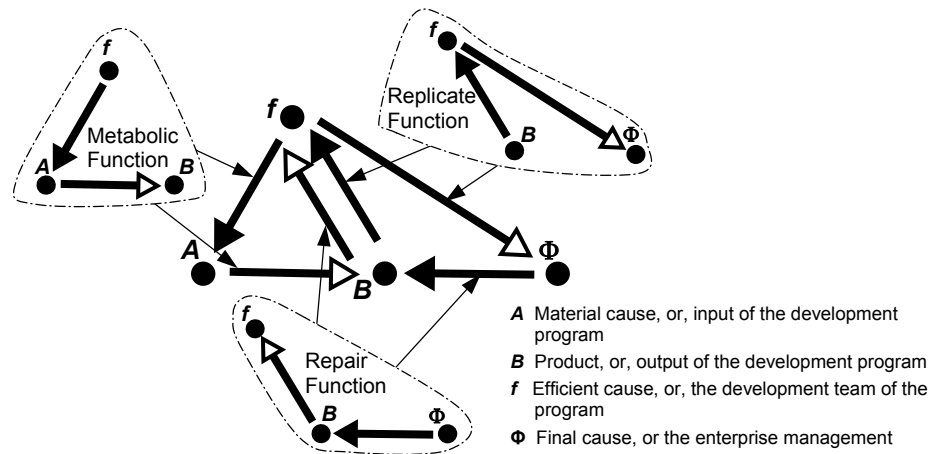 f
Metabolic
Function
A
B
f
Replicate
Function
B
Φ
f
A
B
Φ
f
Repair
Function
B
Φ
A Material cause, or, input of the development
program
B Product, or, output of the development program
f Efficient cause, or, the development team of the
program
Φ Final cause, or the enterprise management